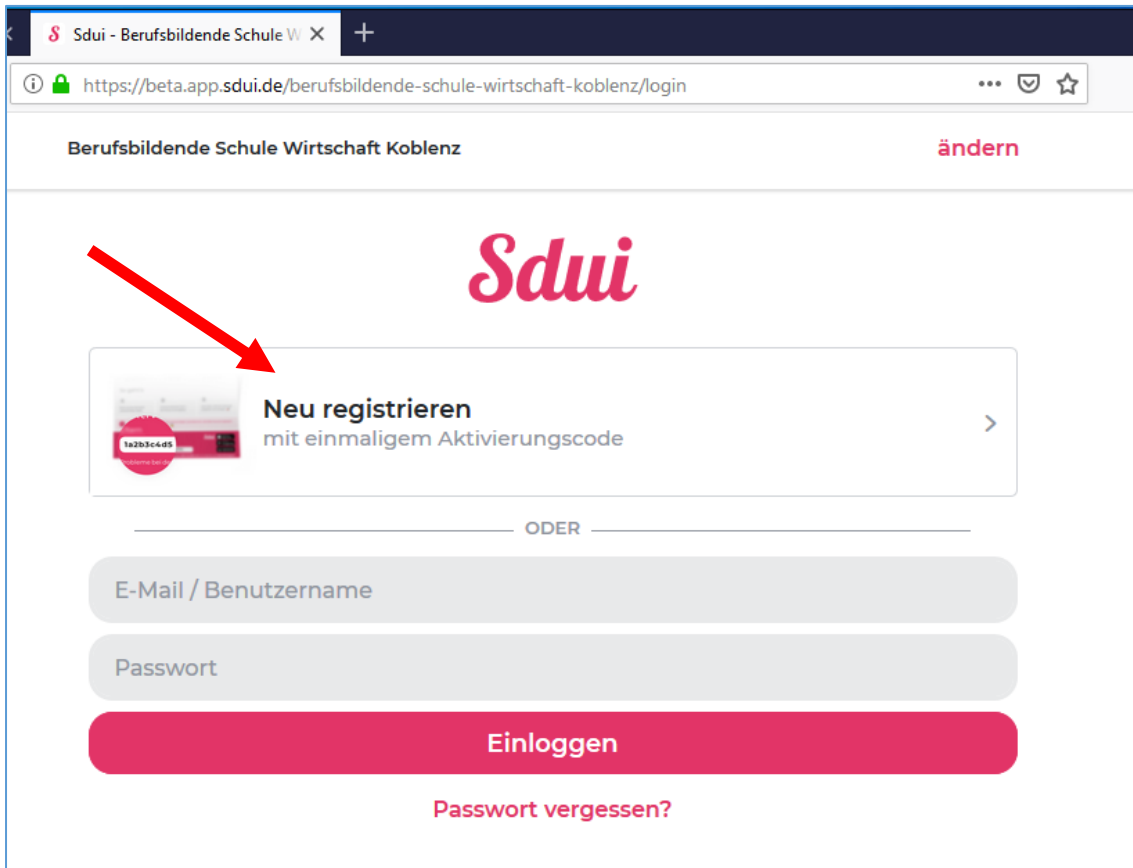 Sdui - Berufsbildende Schule W
https://beta.app.sdui.de/berufsbildende-schule-wirtschaft-koblenz/login
Berufsbildende Schule Wirtschaft Koblenz
ändern
Sdui
1a2b3c4d5
Neu registrieren
mit einmaligem Aktivierungscode
ODER
E-Mail / Benutzername
Passwort
Einloggen
Passwort vergessen?